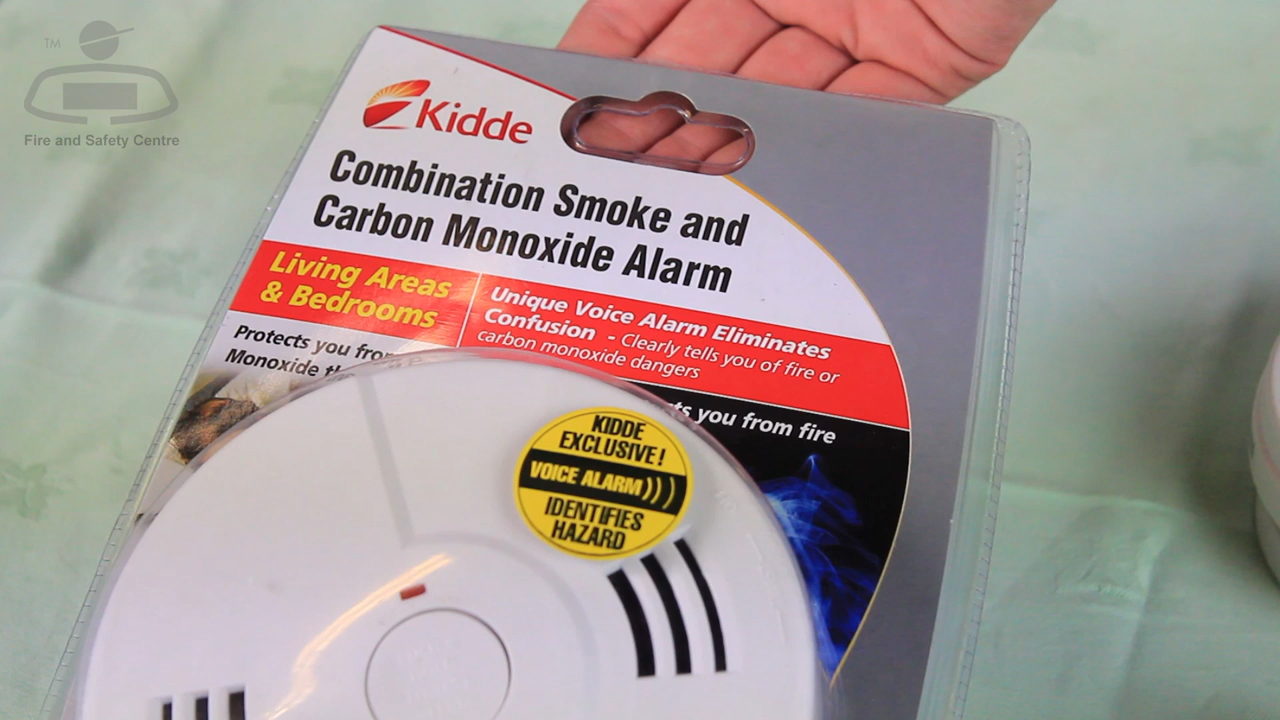 TM
Fire and Safety Centre
Kidde
Combination Smoke and
Carbon Monoxide Alarm
Living Areas
& Bedrooms
Unique Voice Alarm Eliminates
Confusion - Clearly tells you of fire or
carbon monoxide dangers
Protects you
Monoxide
you from fire
KIDDE
EXCLUSIVE!
VOICE ALARM)))
IDENTIFIES
HAZARD